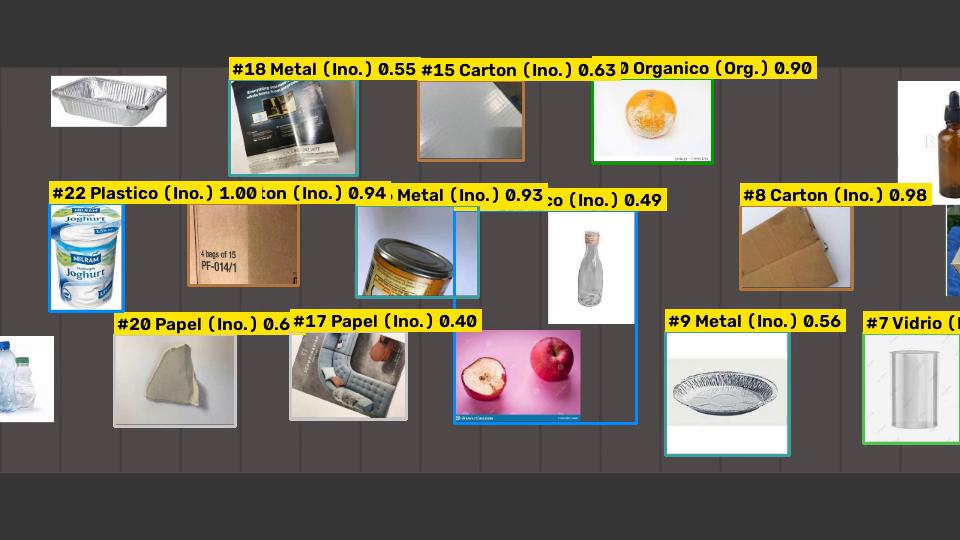 #18 Metal (Ino.) 0.55
#15 Carton (Ino.) 0.63
0 Organico (Org.) 0.90
#22 Plastico (Ino.) 1.00
ton (Ino.) 0.94
Metal (Ino.) 0.93
co (Ino.) 0.49
#8 Carton (Ino.) 0.98
Joghurt
MILRAM
Joghurt
4 bags of 15
PF-014/1
#20 Papel (Ino.) 0.6
#17 Papel (Ino.) 0.40
#9 Metal (Ino.) 0.56
#7 Vidrio (I